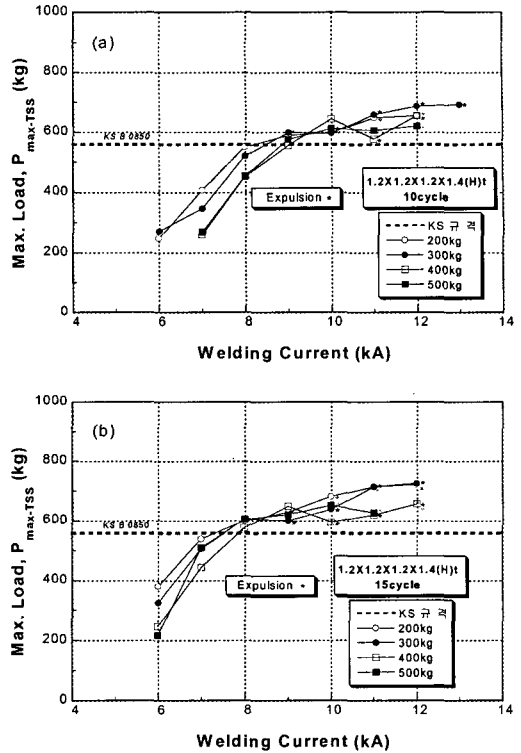 (a)
1000
800
600
400
200
0
Max. Load, P max-TSS (kg)
KS B 0850
Expulsion *
1.2X1.2X1.2X1.4(H)t
10cycle
KS 규격
200kg
300kg
400kg
500kg
4 6 8 10 12 14
Welding Current (kA)
(b)
1000
800
600
400
200
0
Max. Load, P max-TSS (kg)
KS B 0850
Expulsion *
1.2X1.2X1.2X1.4(H)t
15cycle
KS 규격
200kg
300kg
400kg
500kg
4 6 8 10 12 14
Welding Current (kA)